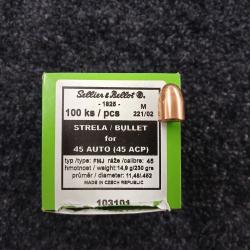 Sellier & Bellot
- 1825 -
100 ks / pcs
M
221/02
STRELA / BULLET
for
45 AUTO (45 ACP)
typ /type: FMJ ráže /calibre: 45
hmotnost / weight: 14,9 g/230 grs
průměr / diameter: 11,48/.452
MADE IN CZECH REPUBLIC
103101